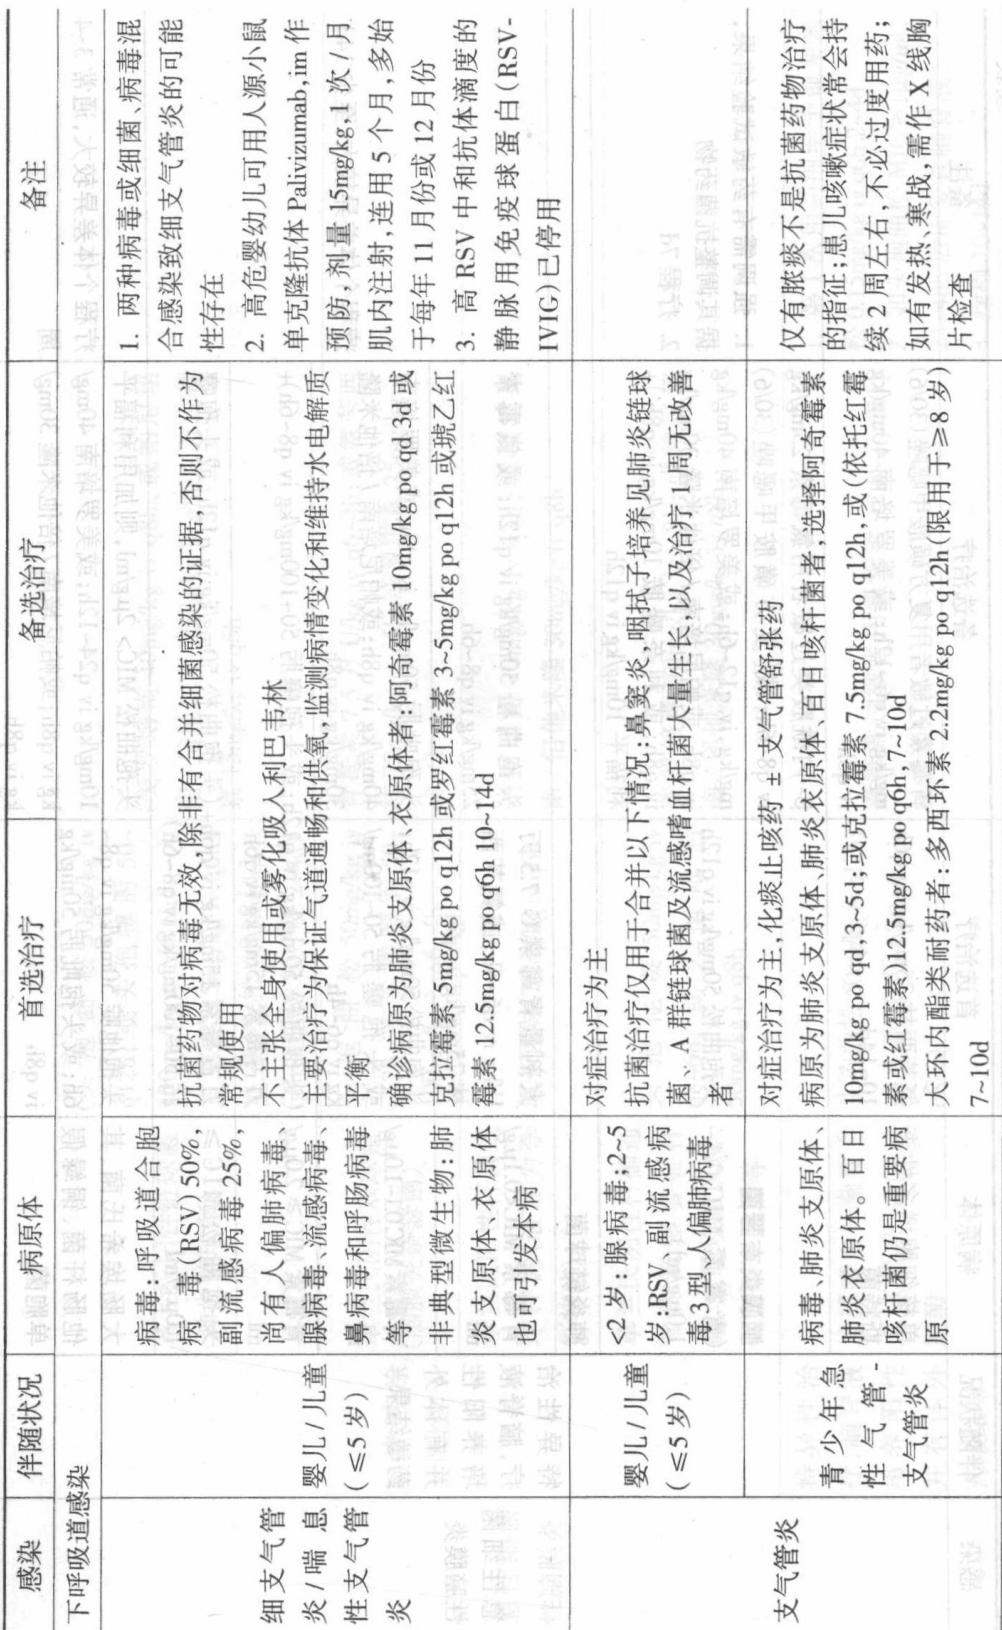 感染 伴随状况 病原体 首选治疗 备选治疗 备注
下呼吸道感染
细支气管
炎/喘息
性支气管
炎
婴儿/儿童
(≤5岁)
病毒:呼吸道合胞
病毒(RSV)50%,
副流感病毒25%,
尚有人偏肺病毒、
腺病毒、流感病毒、
鼻病毒和呼肠病毒
等
非典型微生物:肺
炎支原体、衣原体
也可引发本病
抗菌药物对病毒无效,除非有合并细菌感染的证据,否则不作为
常规使用
不主张全身使用或雾化吸入利巴韦林
主要治疗为保证气道通畅和供氧,监测病情变化和维持水电解质
平衡
确诊病原为肺炎支原体、衣原体者:阿奇霉素 10mg/kg po qd 3d 或
克拉霉素 5mg/kg po q12h 或罗红霉素 3~5mg/kg po q12h 或琥乙红
霉素 12.5mg/kg po q6h 10~14d
1. 两种病毒或细菌、病毒混
合感染致细支气管炎的可能
性存在
2. 高危婴幼儿可用人源小鼠
单克隆抗体 Palivizumab,im 作
预防,剂量 15mg/kg,1次/月
肌内注射,连用5个月,多始
于每年11月份或12月份
3. 高 RSV 中和抗体滴度的
静脉用免疫球蛋白(RSV-
IVIG)已停用
支气管炎
婴儿/儿童
(≤5岁)
<2岁:腺病毒;2~5
岁:RSV、副流感病
毒3型、人偏肺病毒
对症治疗为主
抗菌治疗仅用于合并以下情况:鼻窦炎,咽拭子培养见肺炎链球
菌、A群链球菌及流感嗜血杆菌大量生长,以及治疗1周无改善
者
青少年急
性气管-
支气管炎
病毒、肺炎支原体、
肺炎衣原体。百日
咳杆菌仍是重要病
原
对症治疗为主,化痰止咳药 ± 支气管舒张药
病原为肺炎支原体、肺炎衣原体、百日咳杆菌者,选择阿奇霉素
10mg/kg po qd,3~5d;或克拉霉素 7.5mg/kg po q12h,或(依托红霉
素或红霉素)12.5mg/kg po q6h,7~10d
大环内酯类耐药者:多西环素 2.2mg/kg po q12h(限用于≥8岁)
7~10d
仅有脓痰不是抗菌药物治疗
的指征;患儿咳嗽症状常会持
续2周左右,不必过度用药;
如有发热、寒战,需作X线胸
片检查